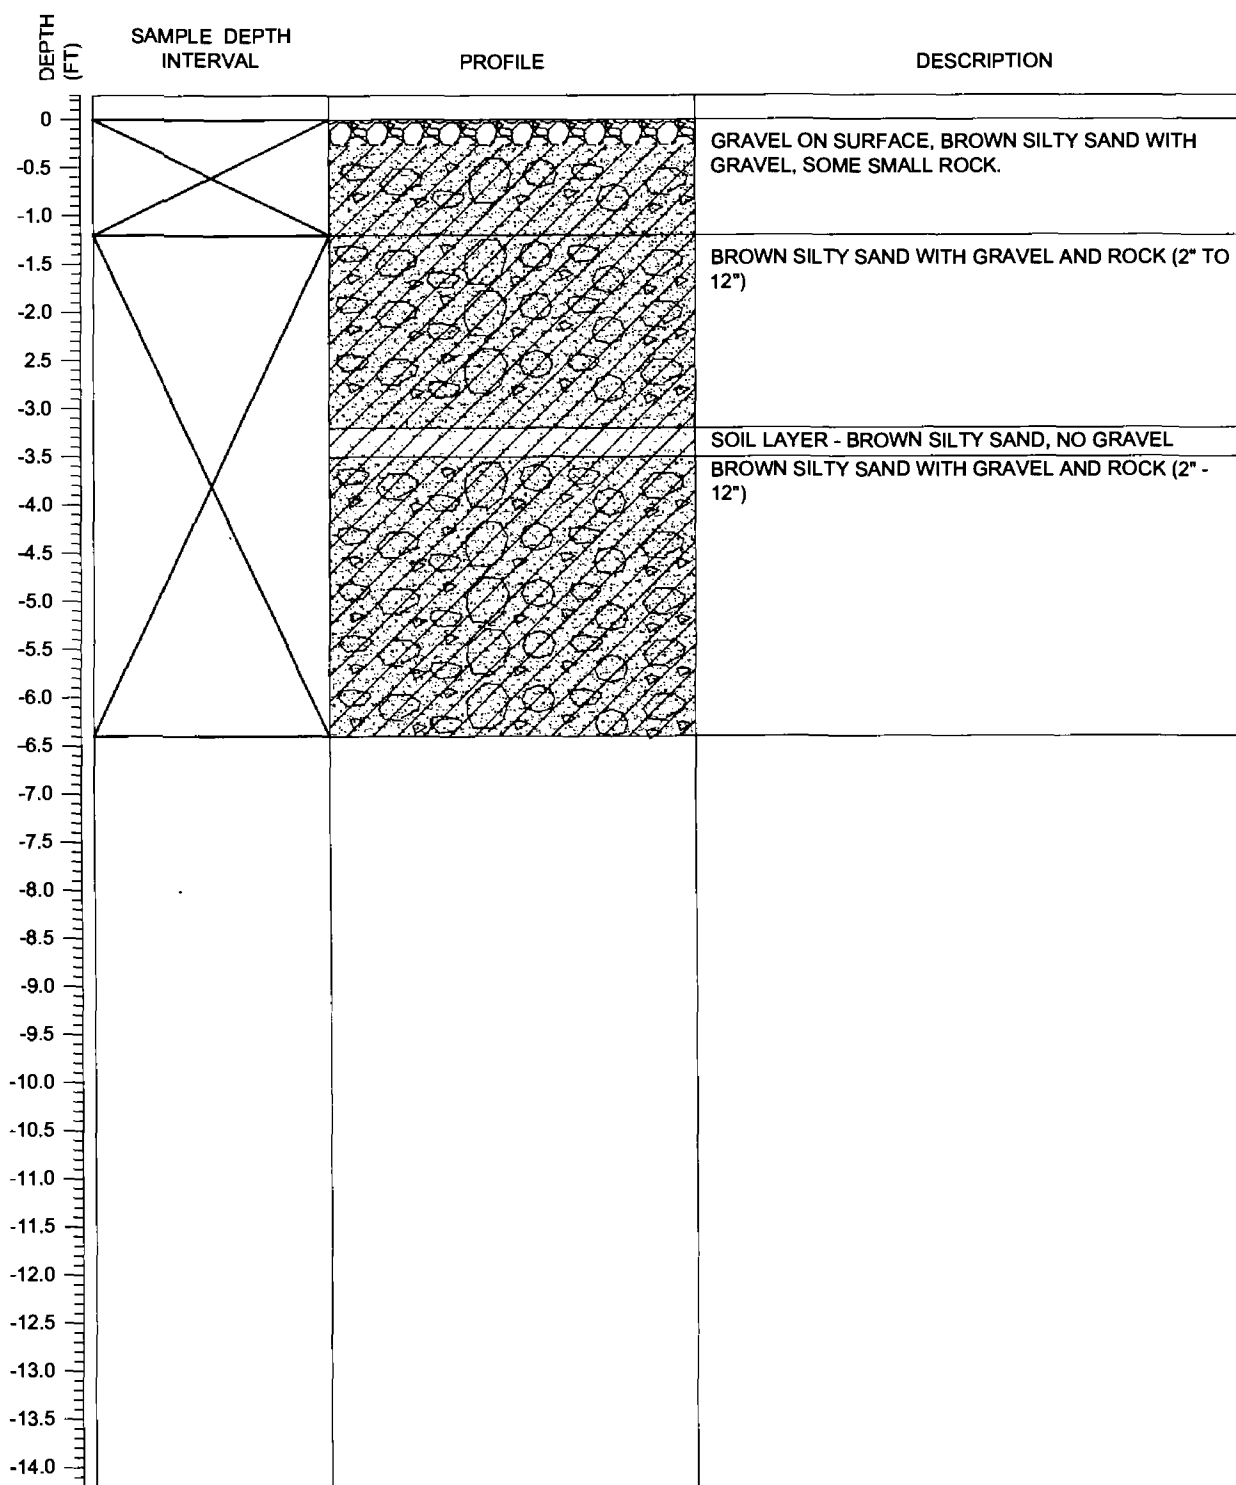 DEPTH
(FT)
SAMPLE DEPTH
INTERVAL
PROFILE
DESCRIPTION
0
-0.5
-1.0
-1.5
-2.0
2.5
-3.0
-3.5
-4.0
-4.5
-5.0
-5.5
-6.0
-6.5
-7.0
-7.5
-8.0
-8.5
-9.0
-9.5
-10.0
-10.5
-11.0
-11.5
-12.0
-12.5
-13.0
-13.5
-14.0
GRAVEL ON SURFACE, BROWN SILTY SAND WITH
GRAVEL, SOME SMALL ROCK.
BROWN SILTY SAND WITH GRAVEL AND ROCK (2" TO
12")
SOIL LAYER - BROWN SILTY SAND, NO GRAVEL
BROWN SILTY SAND WITH GRAVEL AND ROCK (2" -
12")